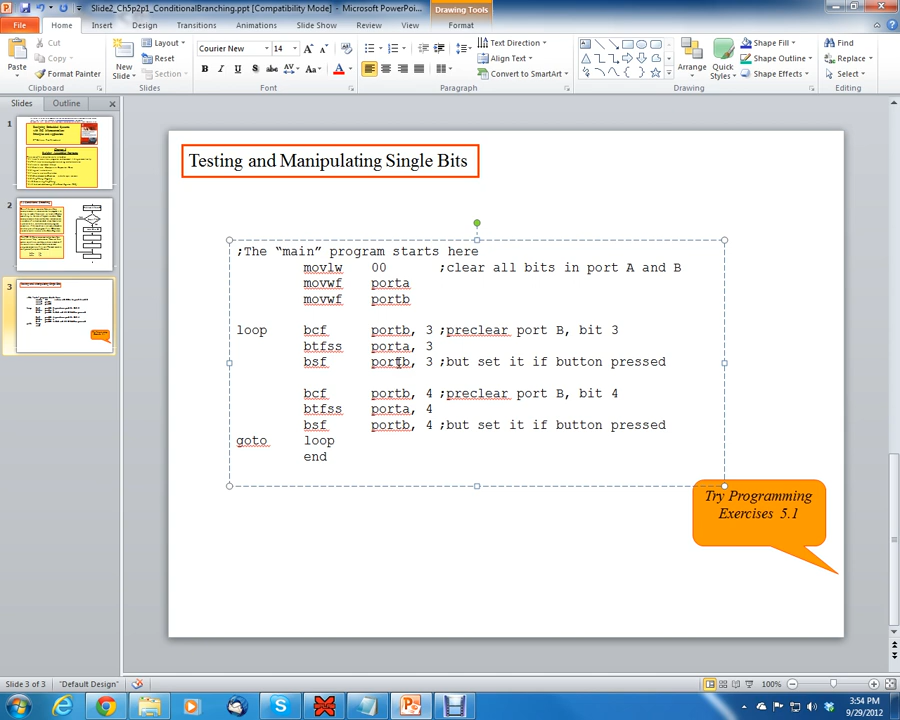 Slide2_Ch5p2p1_ConditionalBranching.ppt [Compatibility Mode] - PowerPoi...
Drawing Tools
File Home Insert Design Transitions Animations Slide Show Review View Format
Paste
Cut
Copy
Format Painter
Clipboard
New Slide
Layout
Reset
Section
Slides
Courier New 14
B I U S abc AV Aa A
Font
Paragraph
Text Direction
Align Text
Convert to SmartArt
Arrange
Quick Styles
Shape Fill
Shape Outline
Shape Effects
Drawing
Find
Replace
Select
Editing
Slides Outline
1
2
3
Testing and Manipulating Single Bits
;The “main” program starts here
movlw 00 ;clear all bits in port A and B
movwf porta
movwf portb
loop bcf portb, 3 ;preclear port B, bit 3
btfss porta, 3
bsf portb, 3 ;but set it if button pressed
bcf portb, 4 ;preclear port B, bit 4
btfss porta, 4
bsf portb, 4 ;but set it if button pressed
goto loop
end
Try Programming
Exercises 5.1
Slide 3 of 3 "Default Design" 100%
3:54 PM
9/29/2012